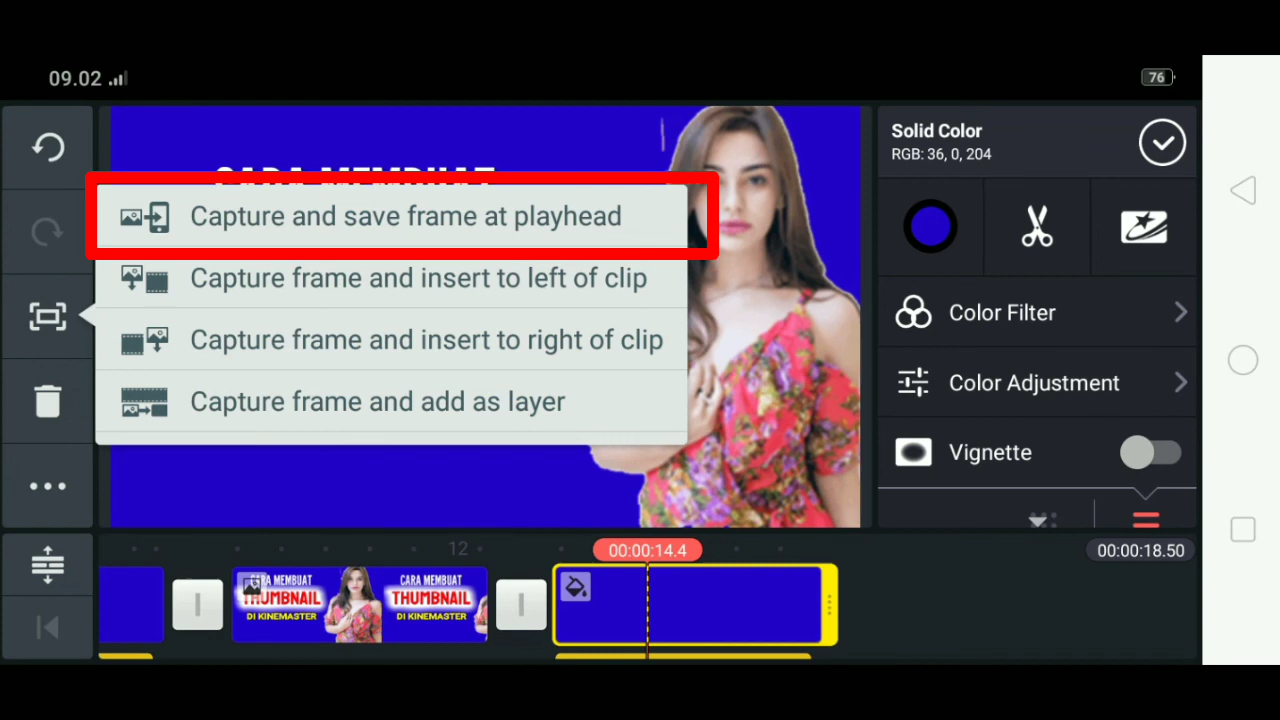 09.02
76
CARA MEMBUAT
Capture and save frame at playhead
Capture frame and insert to left of clip
Capture frame and insert to right of clip
Capture frame and add as layer
Solid Color
RGB: 36, 0, 204
Color Filter
Color Adjustment
Vignette
12
00:00:14.4
00:00:18.50
CARA MEMBUAT
THUMBNAIL
DI KINEMASTER
CARA MEMBUAT
THUMBNAIL
DI KINEMASTER